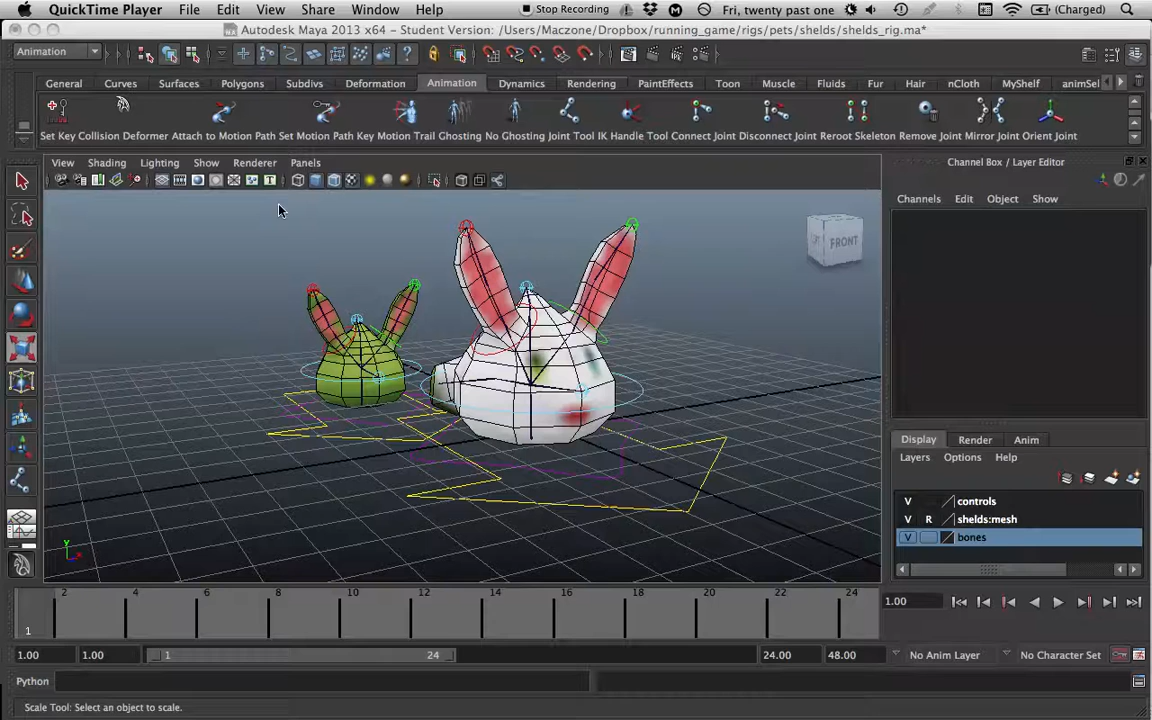 QuickTime Player File Edit View Share Window Help Stop Recording Fri, twenty past one (Charged)
Autodesk Maya 2013 x64 - Student Version: /Users/Maczone/Dropbox/running_game/rigs/pets/shelds/shelds_rig.ma*
Animation
General Curves Surfaces Polygons Subdivs Deformation Animation Dynamics Rendering PaintEffects Toon Muscle Fluids Fur Hair nCloth MyShelf animSel
Set Key Collision Deformer Attach to Motion Path Set Motion Path Key Motion Trail Ghosting No Ghosting Joint Tool IK Handle Tool Connect Joint Disconnect Joint Reroot Skeleton Remove Joint Mirror Joint Orient Joint
View Shading Lighting Show Renderer Panels
Channel Box / Layer Editor
Channels Edit Object Show
FRONT
Display Render Anim
Layers Options Help
V controls
V R shelds:mesh
V bones
Y
X
2 4 6 8 10 12 14 16 18 20 22 24
1
1.00
1.00 1.00 1 24 24.00 48.00 No Anim Layer No Character Set
Python
Scale Tool: Select an object to scale.